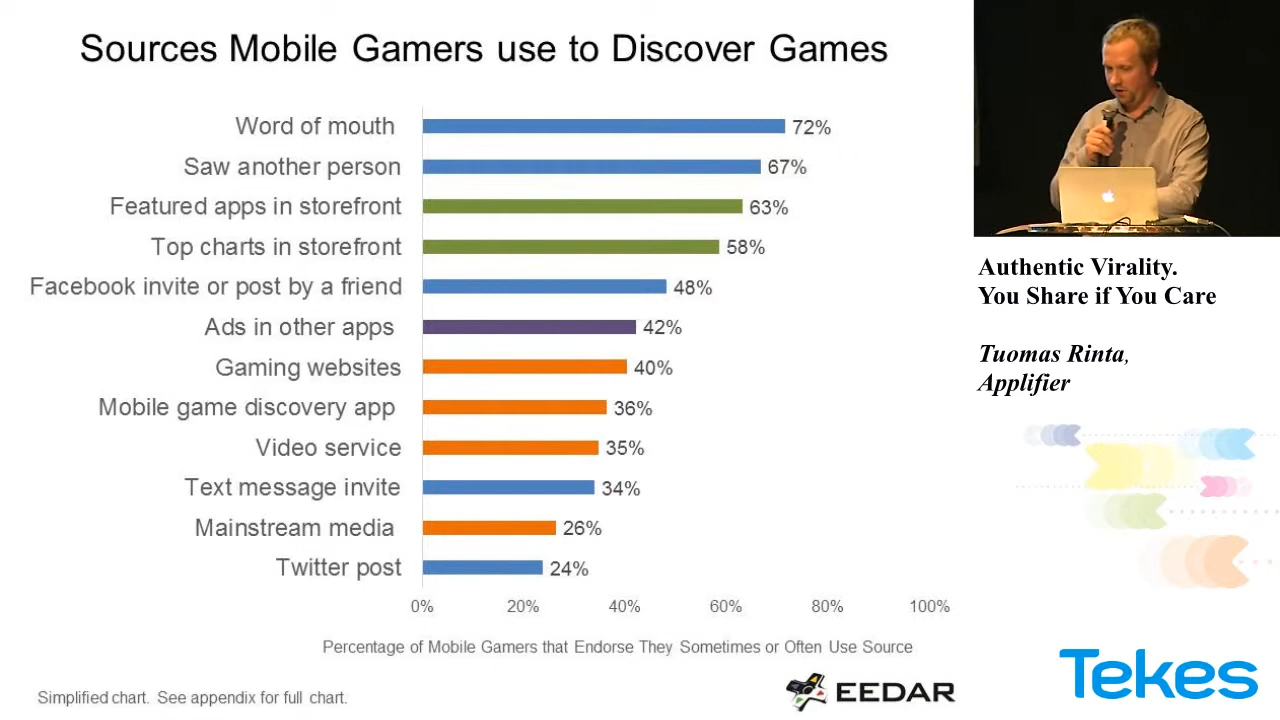 Sources Mobile Gamers use to Discover Games
Word of mouth 72%
Saw another person 67%
Featured apps in storefront 63%
Top charts in storefront 58%
Facebook invite or post by a friend 48%
Ads in other apps 42%
Gaming websites 40%
Mobile game discovery app 36%
Video service 35%
Text message invite 34%
Mainstream media 26%
Twitter post 24%
0% 20% 40% 60% 80% 100%
Percentage of Mobile Gamers that Endorse They Sometimes or Often Use Source
Simplified chart. See appendix for full chart.
EEDAR
Authentic Virality.
You Share if You Care
Tuomas Rinta,
Applifier
Tekes